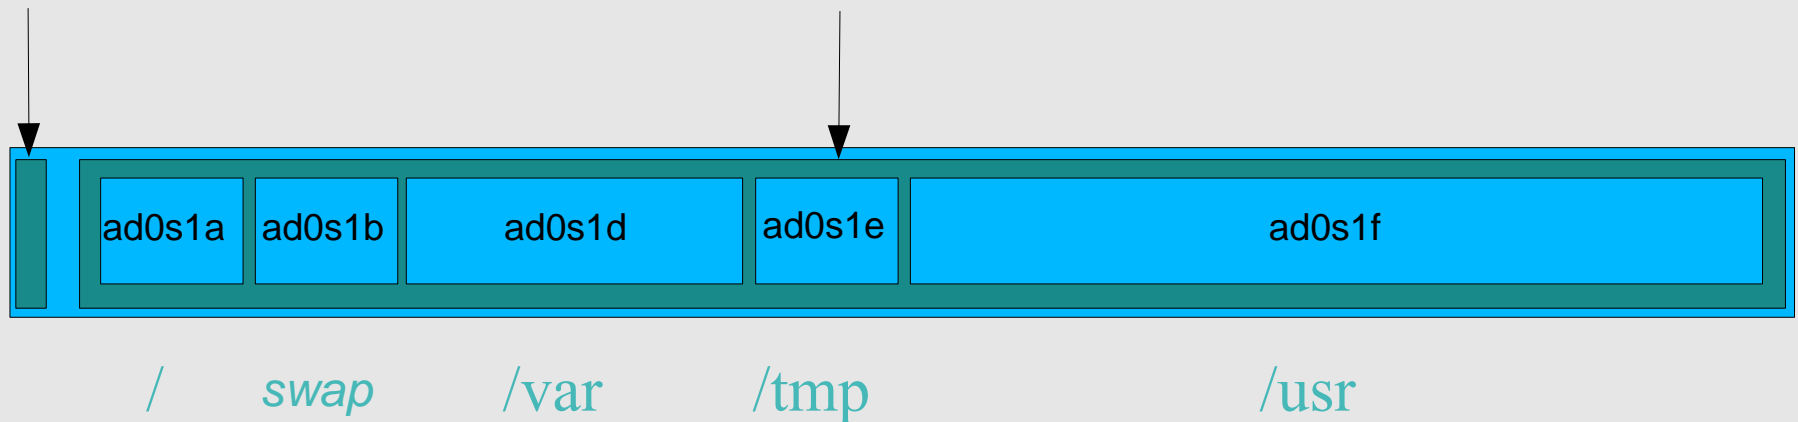 ad0s1a ad0s1b ad0s1d ad0s1e ad0s1f
/ swap /var /tmp /usr